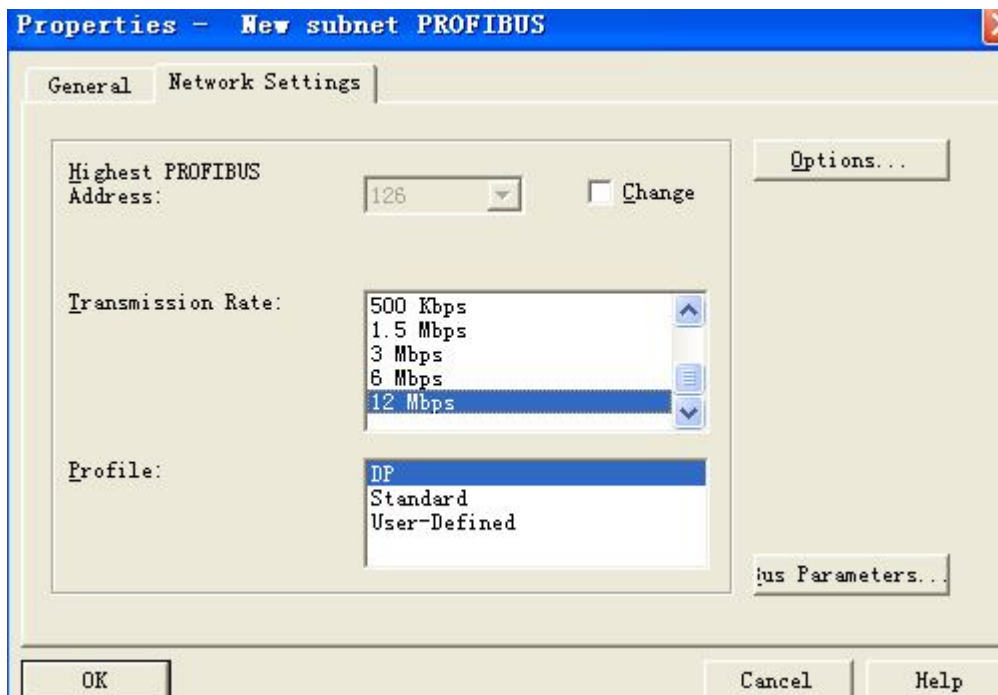 Properties - New subnet PROFIBUS
General Network Settings
Highest PROFIBUS
Address:
126
Change
Options...
Transmission Rate:
500 Kbps
1.5 Mbps
3 Mbps
6 Mbps
12 Mbps
Profile:
DP
Standard
User-Defined
us Parameters...
OK Cancel Help